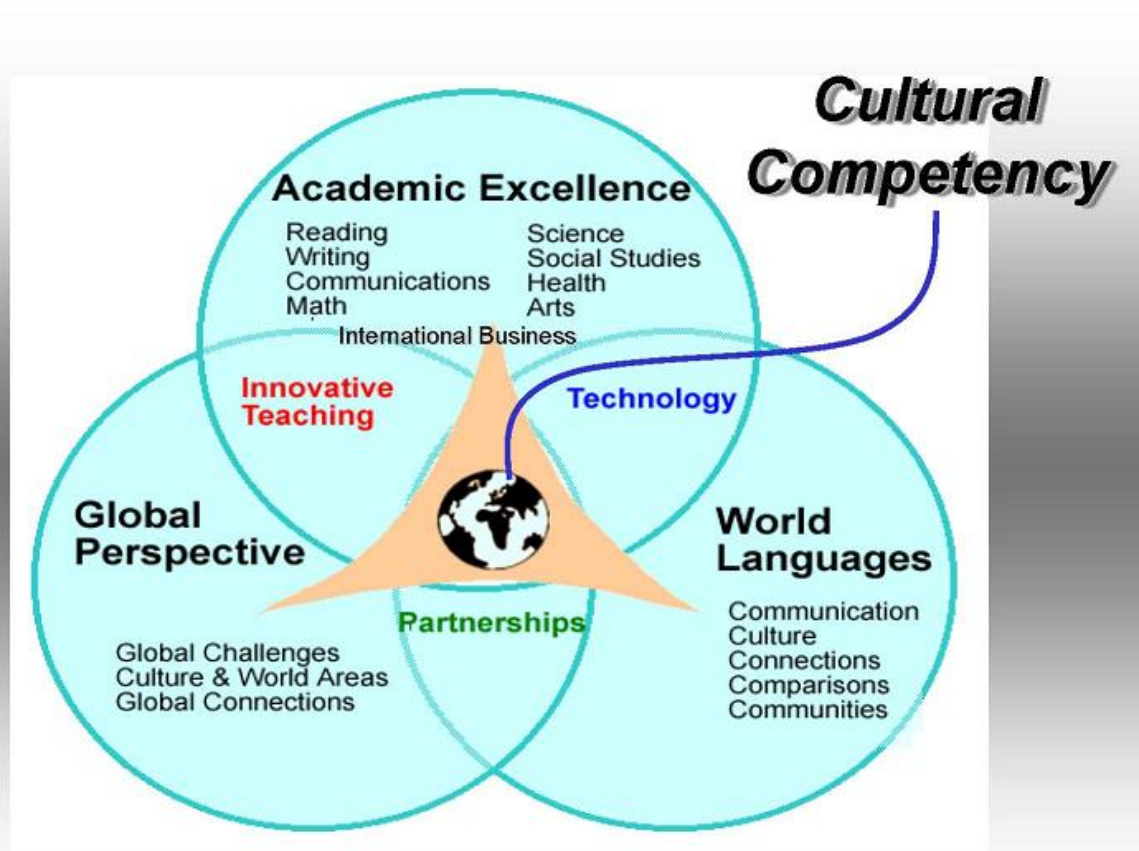 Cultural
Competency
Academic Excellence
Reading
Writing
Communications
Math
Science
Social Studies
Health
Arts
International Business
Innovative
Teaching
Technology
Global
Perspective
Global Challenges
Culture & World Areas
Global Connections
World
Languages
Communication
Culture
Connections
Comparisons
Communities
Partnerships